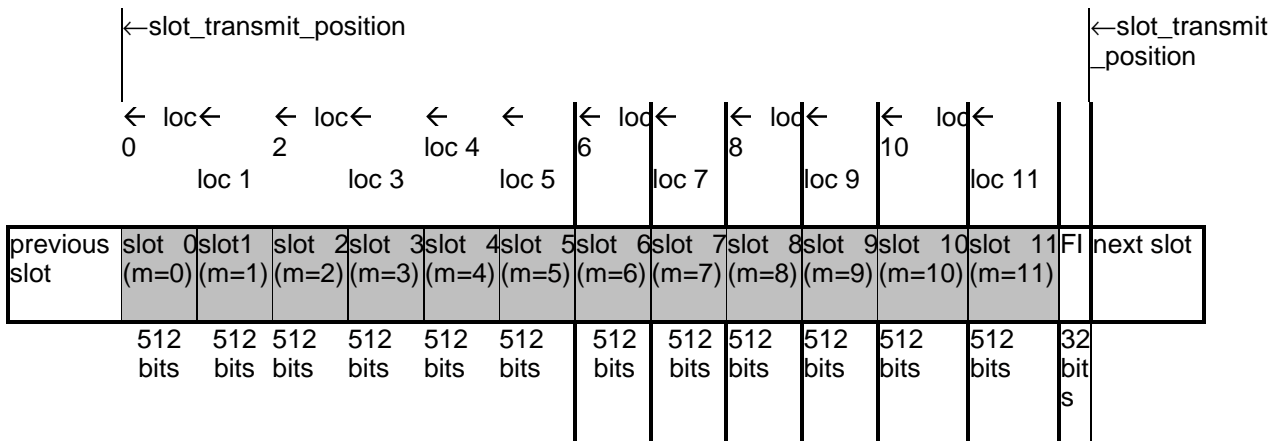 ←slot_transmit_position
←slot_transmit
_position
← loc← ← loc← ← ← ← loc← ← loc← ← loc←
0 2 loc 4 6 8 10
loc 1 loc 3 loc 5 loc 7 loc 9 loc 11
previous slot 0 slot1 slot 2 slot 3 slot 4 slot 5 slot 6 slot 7 slot 8 slot 9 slot 10 slot 11 FI next slot
slot (m=0) (m=1) (m=2) (m=3) (m=4) (m=5) (m=6) (m=7) (m=8) (m=9) (m=10) (m=11)
512 512 512 512 512 512 512 512 512 512 512 512 32
bits bits bits bits bits bits bits bits bits bits bits bits bit
s